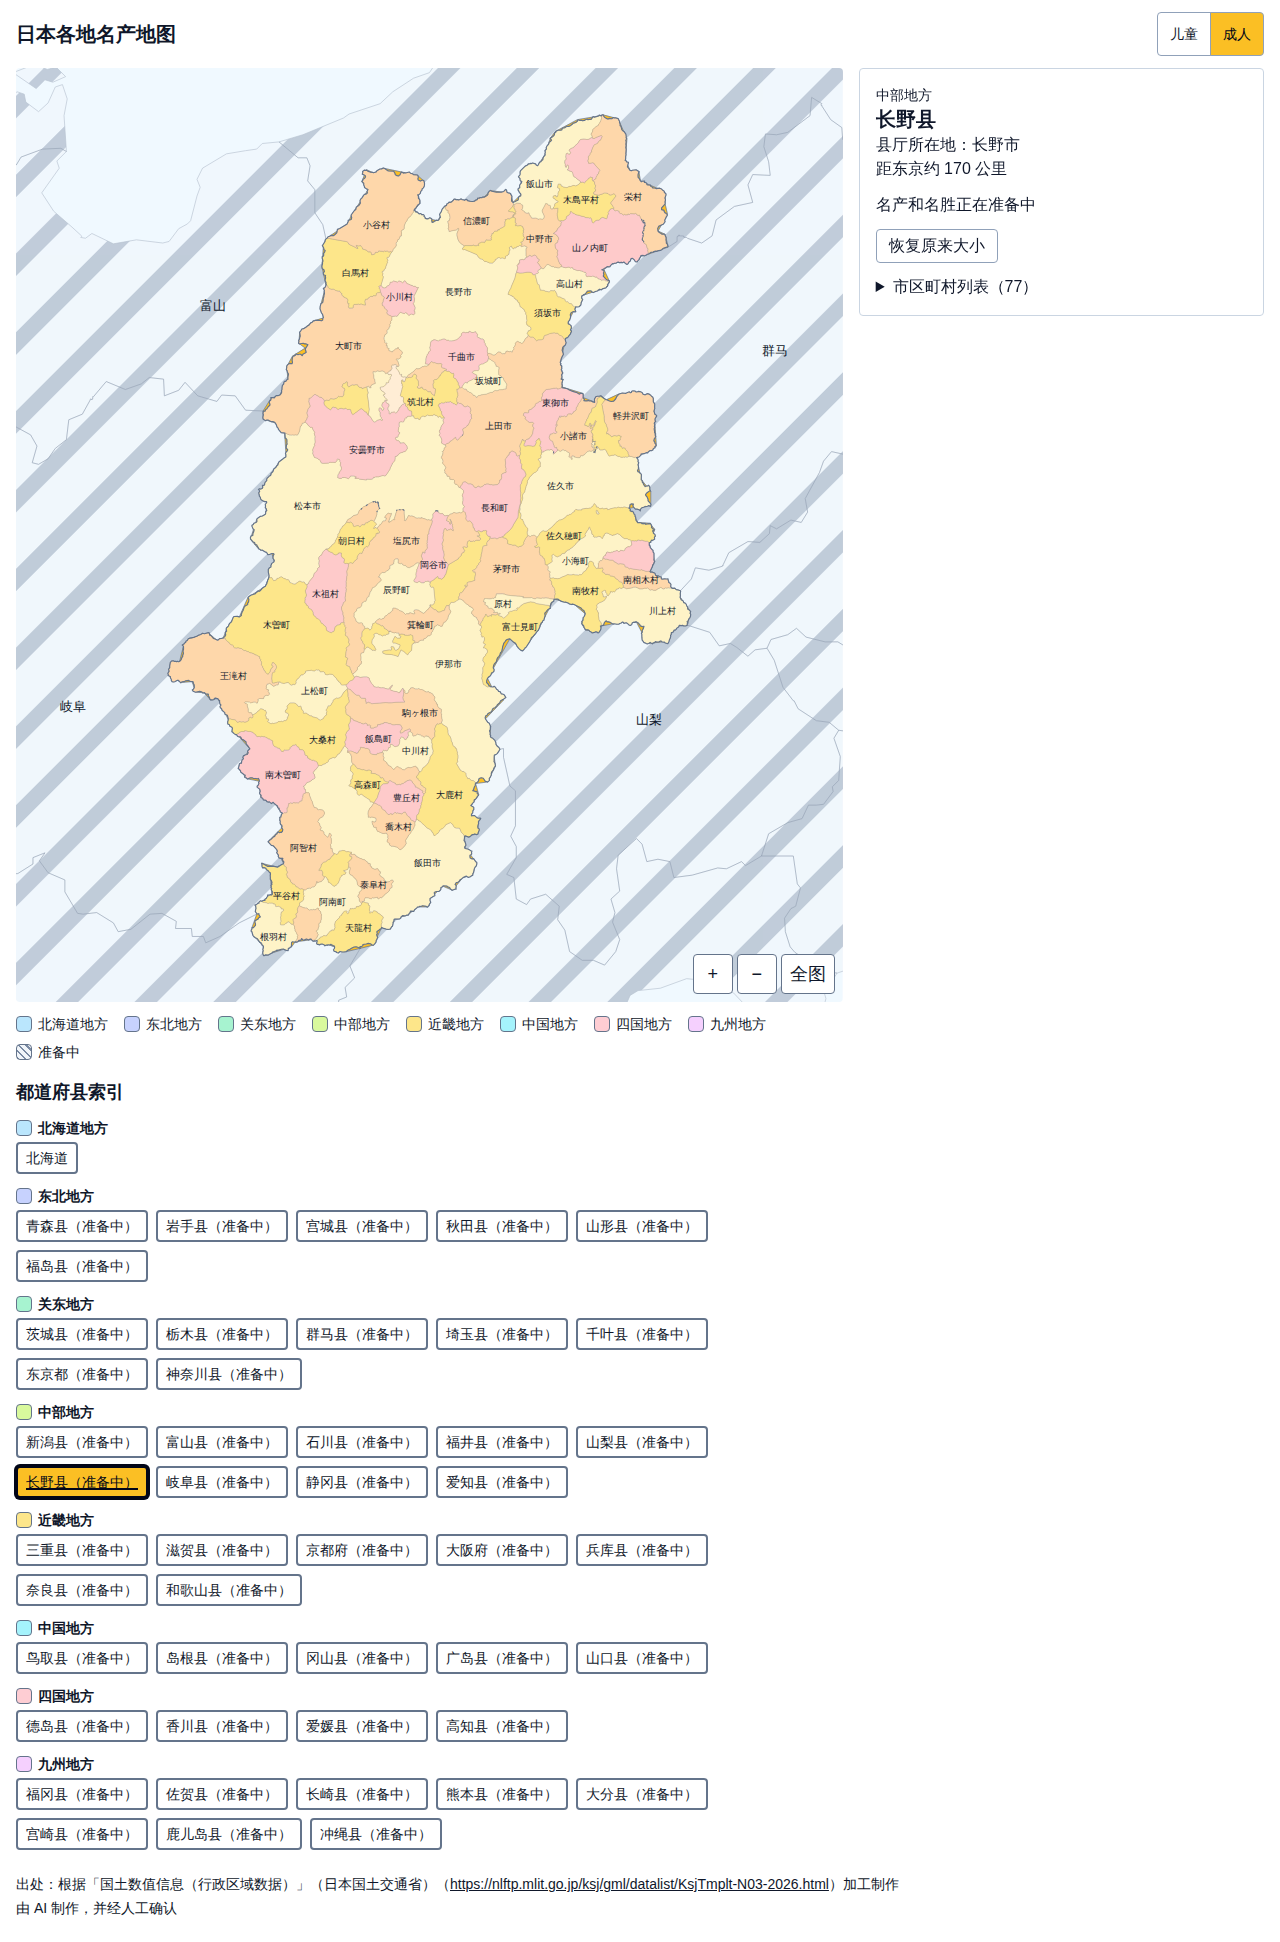 日本各地名产地图
儿童 成人
飯山市
木島平村
栄村
小谷村
信濃町
中野市
山ノ内町
白馬村
小川村
長野市
高山村
須坂市
富山
大町市
千曲市
坂城町
群马
筑北村
東御市
軽井沢町
上田市
小諸市
安曇野市
佐久市
松本市
長和町
朝日村
塩尻市
佐久穂町
岡谷市
茅野市
小海町
南相木村
木祖村
辰野町
南牧村
原村
川上村
木曽町
箕輪町
富士見町
伊那市
王滝村
上松町
岐阜
駒ヶ根市
山梨
大桑村
飯島町
中川村
南木曽町
高森町
豊丘村
大鹿村
喬木村
阿智村
飯田市
泰阜村
平谷村
阿南町
天龍村
根羽村
+ − 全图
中部地方
长野县
县厅所在地：长野市
距东京约 170 公里
名产和名胜正在准备中
恢复原来大小
▶ 市区町村列表（77）
北海道地方 东北地方 关东地方 中部地方 近畿地方 中国地方 四国地方 九州地方
准备中
都道府县索引
北海道地方
北海道
东北地方
青森县（准备中） 岩手县（准备中） 宫城县（准备中） 秋田县（准备中） 山形县（准备中）
福岛县（准备中）
关东地方
茨城县（准备中） 栃木县（准备中） 群马县（准备中） 埼玉县（准备中） 千叶县（准备中）
东京都（准备中） 神奈川县（准备中）
中部地方
新潟县（准备中） 富山县（准备中） 石川县（准备中） 福井县（准备中） 山梨县（准备中）
长野县（准备中） 岐阜县（准备中） 静冈县（准备中） 爱知县（准备中）
近畿地方
三重县（准备中） 滋贺县（准备中） 京都府（准备中） 大阪府（准备中） 兵库县（准备中）
奈良县（准备中） 和歌山县（准备中）
中国地方
鸟取县（准备中） 岛根县（准备中） 冈山县（准备中） 广岛县（准备中） 山口县（准备中）
四国地方
德岛县（准备中） 香川县（准备中） 爱媛县（准备中） 高知县（准备中）
九州地方
福冈县（准备中） 佐贺县（准备中） 长崎县（准备中） 熊本县（准备中） 大分县（准备中）
宫崎县（准备中） 鹿儿岛县（准备中） 冲绳县（准备中）
出处：根据「国土数值信息（行政区域数据）」（日本国土交通省）（https://nlftp.mlit.go.jp/ksj/gml/datalist/KsjTmplt-N03-2026.html）加工制作
由 AI 制作，并经人工确认